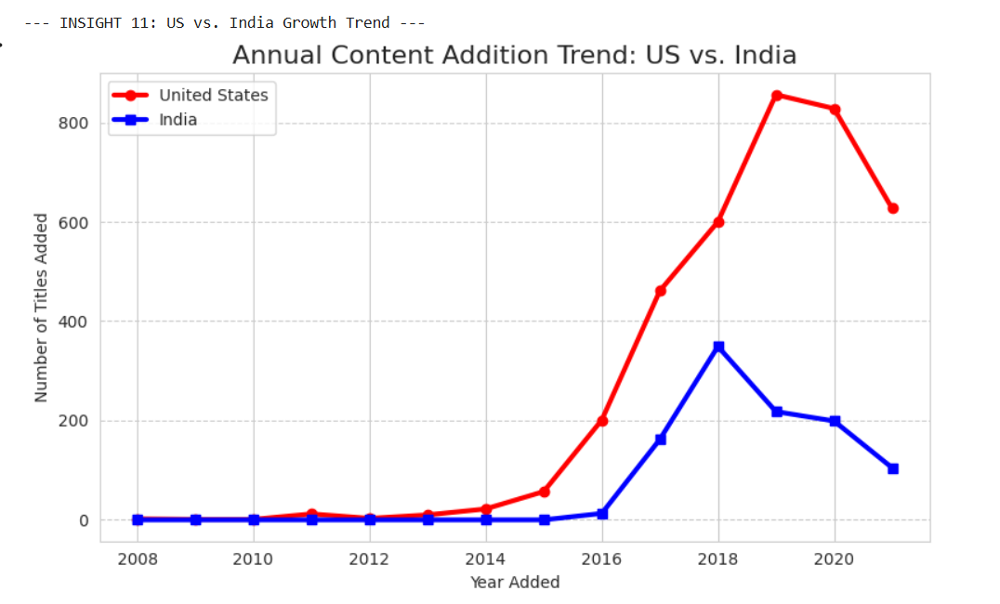 --- INSIGHT 11: US vs. India Growth Trend ---
Annual Content Addition Trend: US vs. India
United States
India
Number of Titles Added
800
600
400
200
0
2008 2010 2012 2014 2016 2018 2020
Year Added